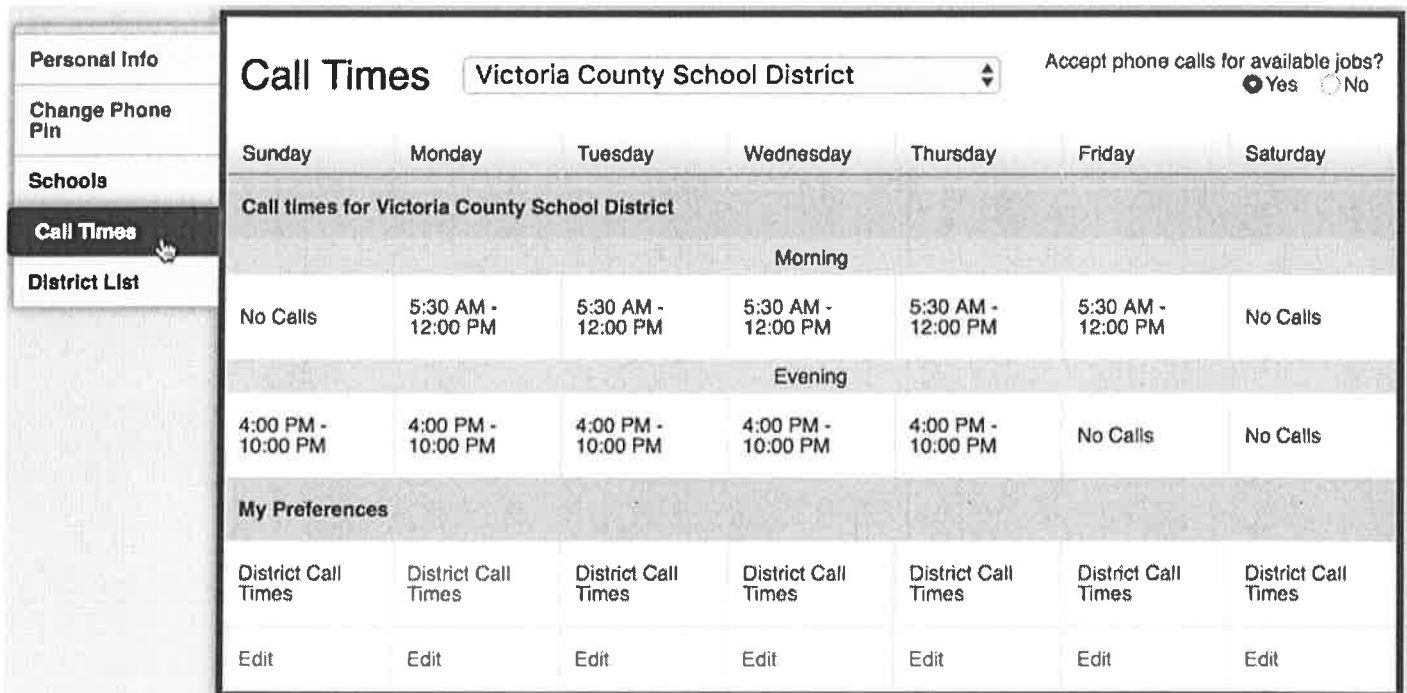 Personal Info
Change Phone
Pin
Schools
Call Times
District List
Call Times
Victoria County School District
Accept phone calls for available jobs?
Yes No
Sunday Monday Tuesday Wednesday Thursday Friday Saturday
Call times for Victoria County School District
Morning
No Calls
5:30 AM -
12:00 PM
5:30 AM -
12:00 PM
5:30 AM -
12:00 PM
5:30 AM -
12:00 PM
5:30 AM -
12:00 PM
No Calls
Evening
4:00 PM -
10:00 PM
4:00 PM -
10:00 PM
4:00 PM -
10:00 PM
4:00 PM -
10:00 PM
4:00 PM -
10:00 PM
No Calls
No Calls
My Preferences
District Call
Times
District Call
Times
District Call
Times
District Call
Times
District Call
Times
District Call
Times
District Call
Times
Edit Edit Edit Edit Edit Edit Edit